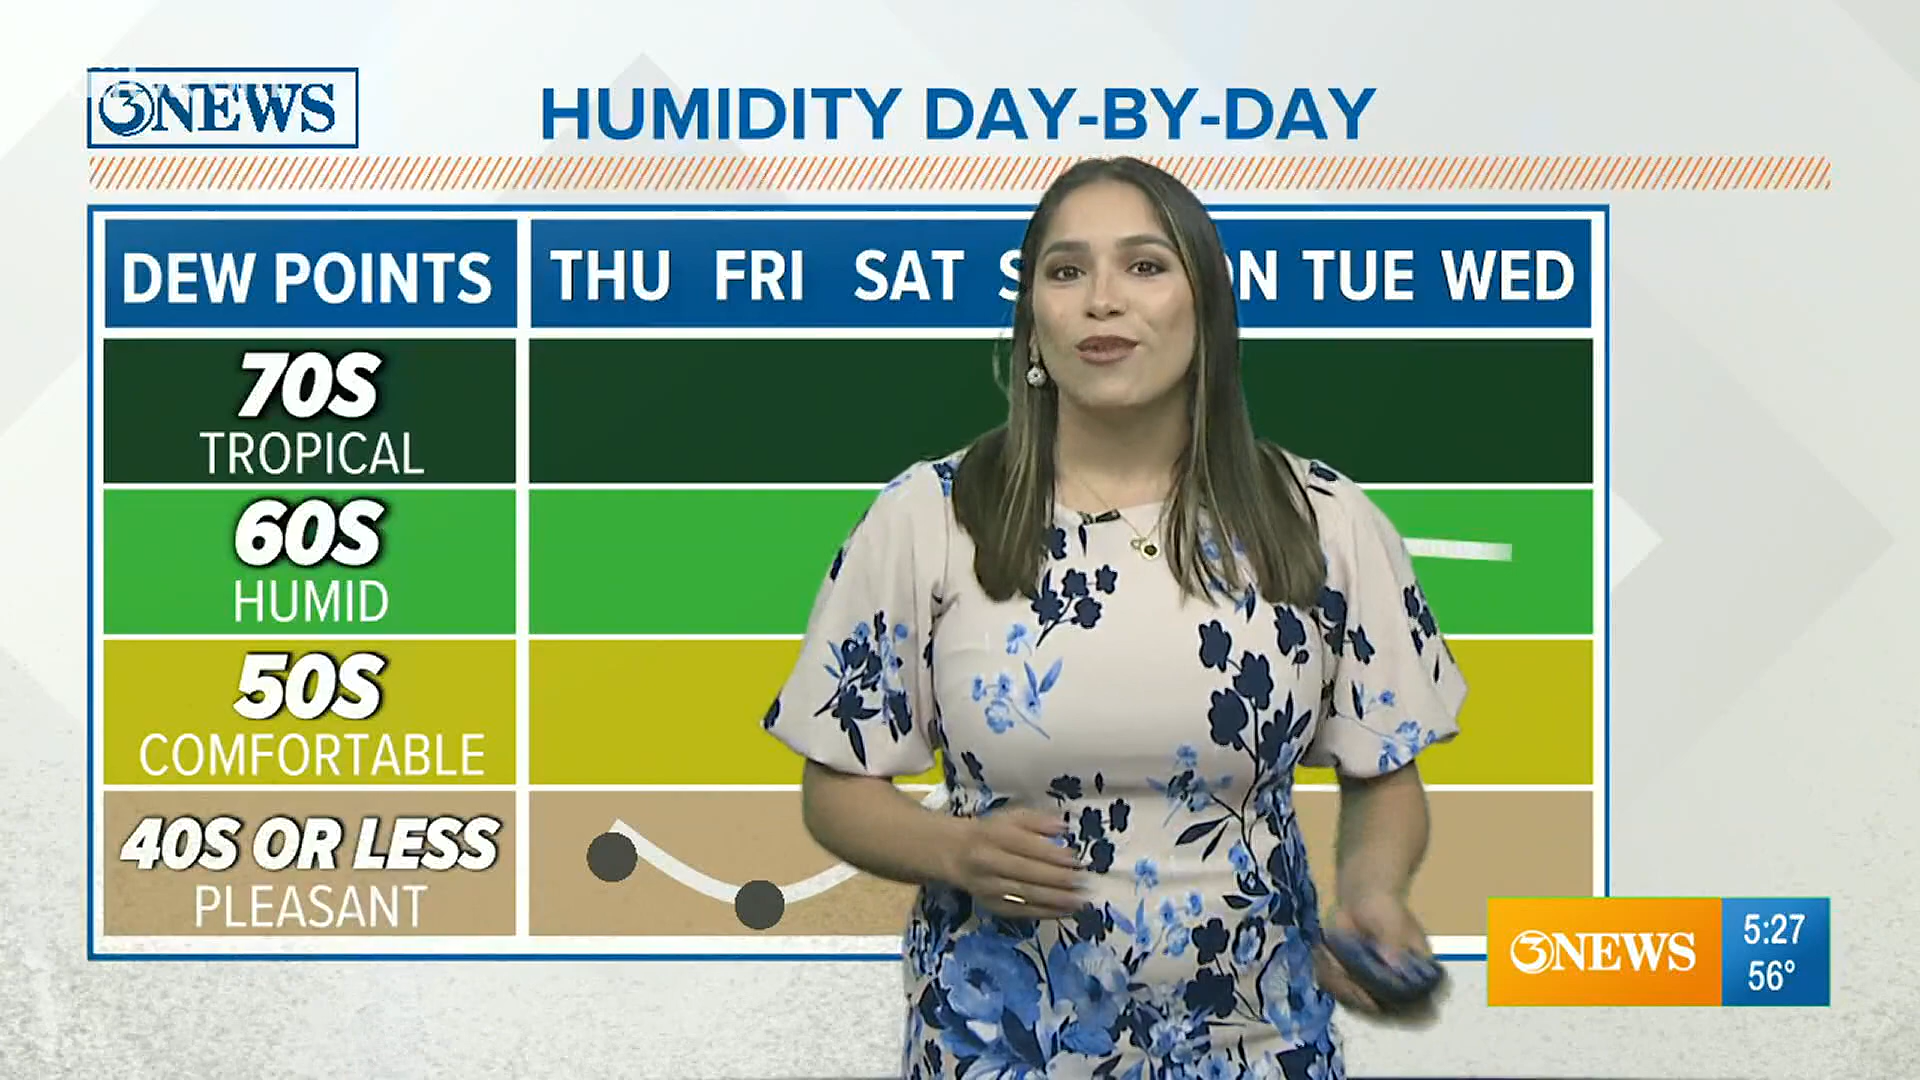 3NEWS
HUMIDITY DAY-BY-DAY
DEW POINTS
THU FRI SAT TUE WED
70S
TROPICAL
60S
HUMID
50S
COMFORTABLE
40S OR LESS
PLEASANT
3NEWS
5:27
56°